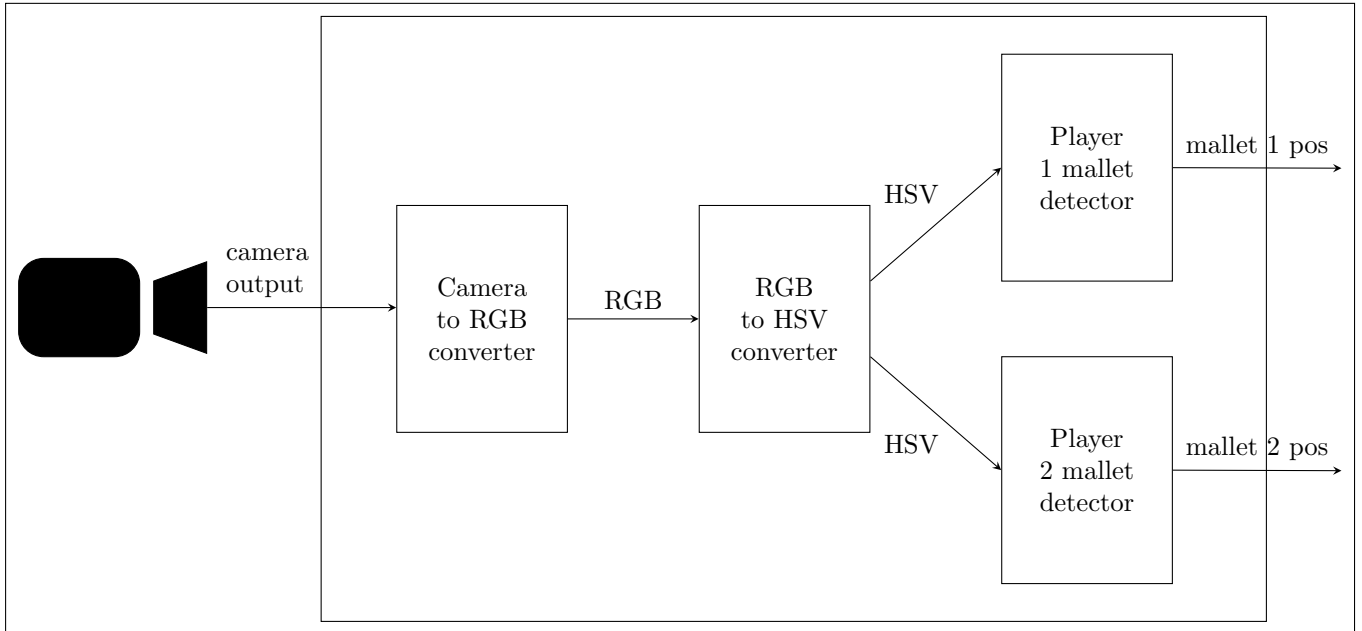 camera
output
Camera
to RGB
converter
RGB
RGB
to HSV
converter
HSV
HSV
Player
1 mallet
detector
mallet 1 pos
Player
2 mallet
detector
mallet 2 pos